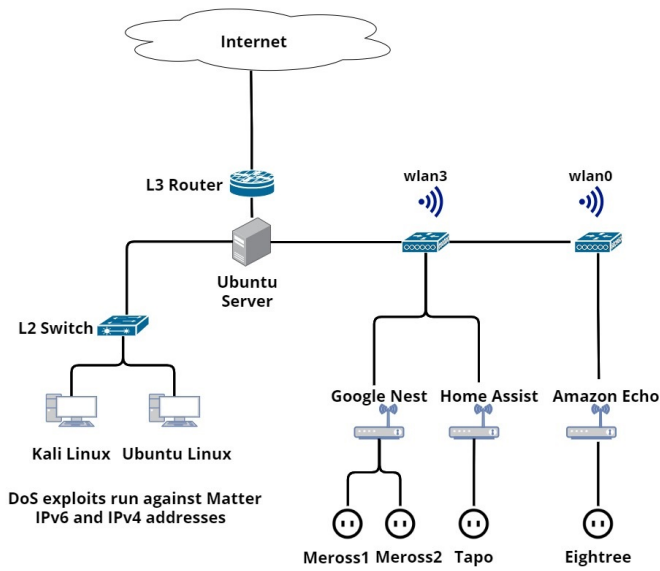 Internet
L3 Router
wlan3
wlan0
Ubuntu
Server
L2 Switch
Google Nest
Home Assist
Amazon Echo
Kali Linux
Ubuntu Linux
DoS exploits run against Matter
IPv6 and IPv4 addresses
Meross1
Meross2
Tapo
Eightree